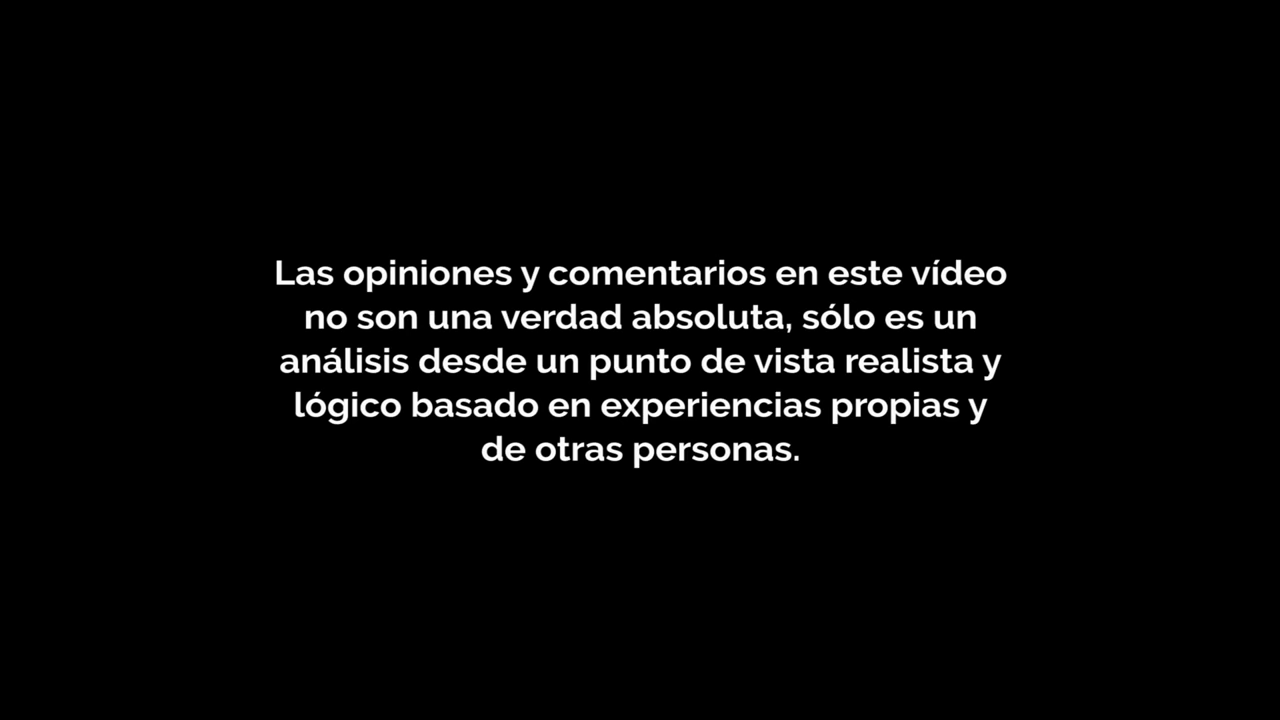 Las opiniones y comentarios en este vídeo
no son una verdad absoluta, sólo es un
análisis desde un punto de vista realista y
lógico basado en experiencias propias y
de otras personas.